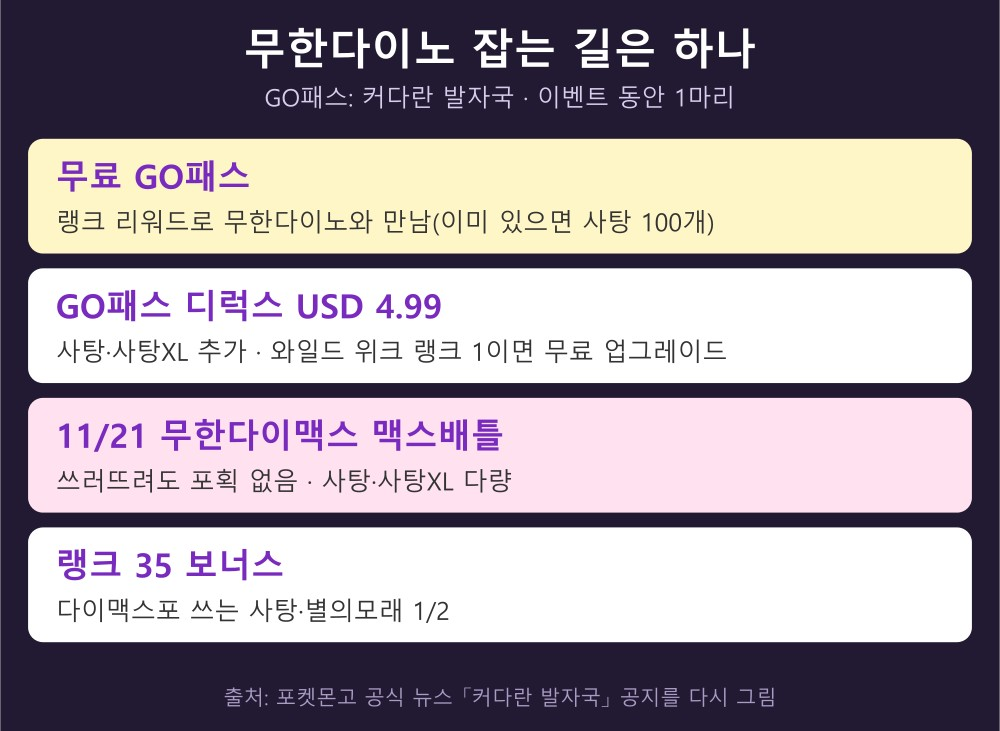 무한다이노 잡는 길은 하나
GO패스: 커다란 발자국 · 이벤트 동안 1마리
무료 GO패스
랭크 리워드로 무한다이노와 만남(이미 있으면 사탕 100개)
GO패스 디럭스 USD 4.99
사탕·사탕XL 추가 · 와일드 위크 랭크 1이면 무료 업그레이드
11/21 무한다이맥스 맥스배틀
쓰러뜨려도 포획 없음 · 사탕·사탕XL 다량
랭크 35 보너스
다이맥스포 쓰는 사탕·별의모래 1/2
출처: 포켓몬고 공식 뉴스 「커다란 발자국」 공지를 다시 그림